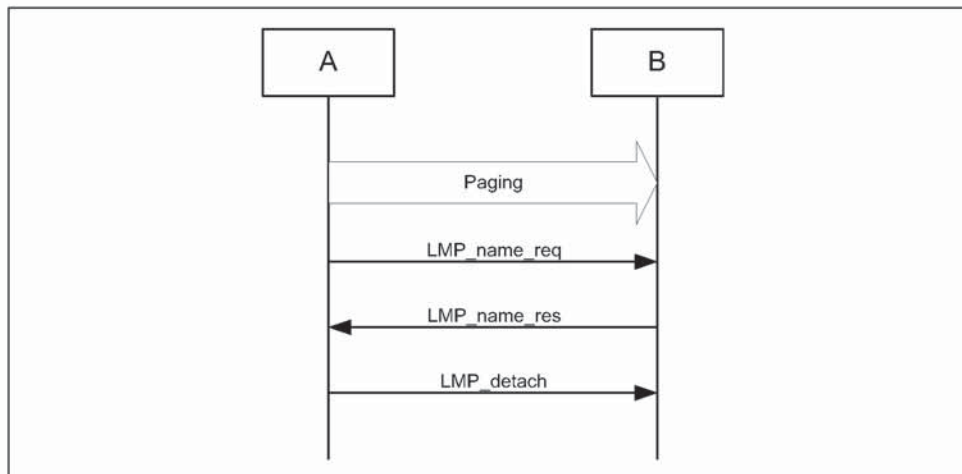 A
B
Paging
LMP_name_req
LMP_name_res
LMP_detach